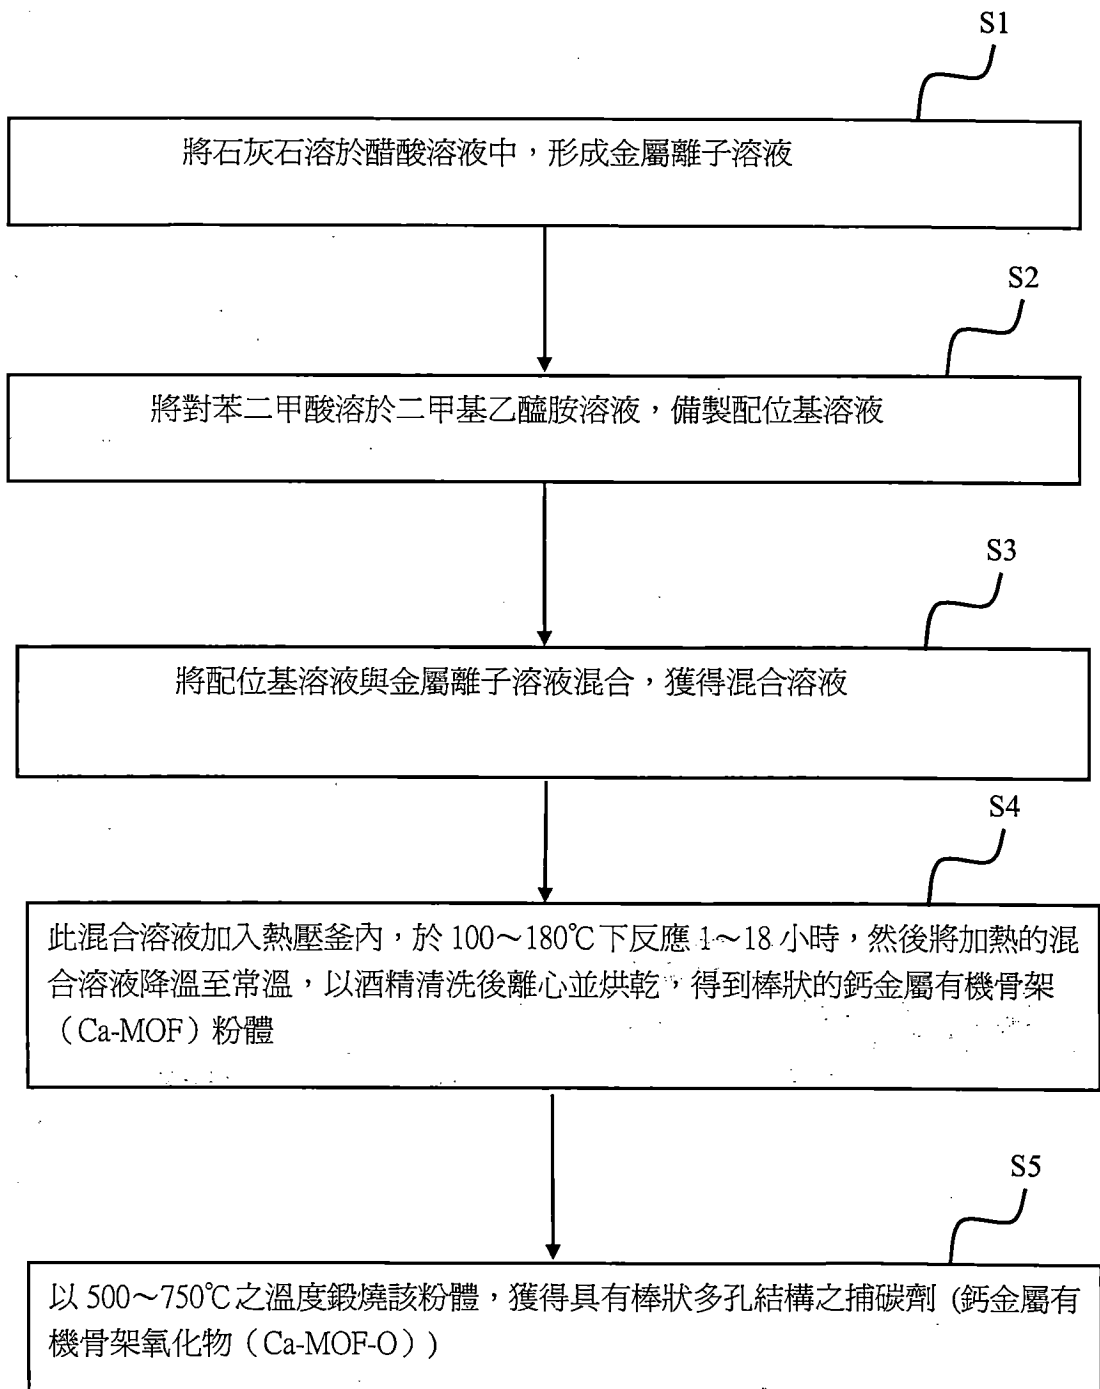 S1
將石灰石溶於醋酸溶液中，形成金屬離子溶液
S2
將對苯二甲酸溶於二甲基乙醯胺溶液，備製配位基溶液
S3
將配位基溶液與金屬離子溶液混合，獲得混合溶液
S4
此混合溶液加入熱壓釜內，於 100～180℃下反應 1～18 小時，然後將加熱的混
合溶液降溫至常溫，以酒精清洗後離心並烘乾，得到棒狀的鈣金屬有機骨架
（Ca-MOF）粉體
S5
以 500～750℃之溫度鍛燒該粉體，獲得具有棒狀多孔結構之捕碳劑 (鈣金屬有
機骨架氧化物（Ca-MOF-O）)